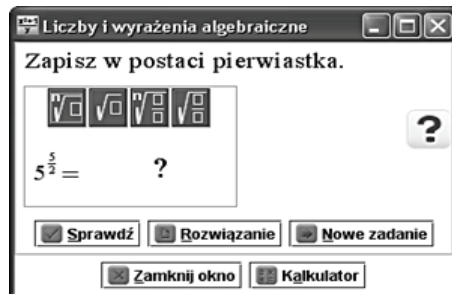 Liczby i wyrażenia algebraiczne
Zapisz w postaci pierwiastka.
ⁿ√□ √□ ⁿ√□/□ √□/□
?
5^{5/2} = ?
Sprawdź Rozwiązanie Nowe zadanie
Zamknij okno Kalkulator